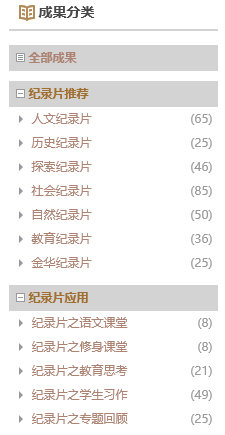 成果分类
全部成果
纪录片推荐
人文纪录片 (65)
历史纪录片 (25)
探索纪录片 (46)
社会纪录片 (85)
自然纪录片 (50)
教育纪录片 (36)
金华纪录片 (25)
纪录片应用
纪录片之语文课堂 (8)
纪录片之修身课堂 (8)
纪录片之教育思考 (21)
纪录片之学生习作 (49)
纪录片之专题回顾 (25)